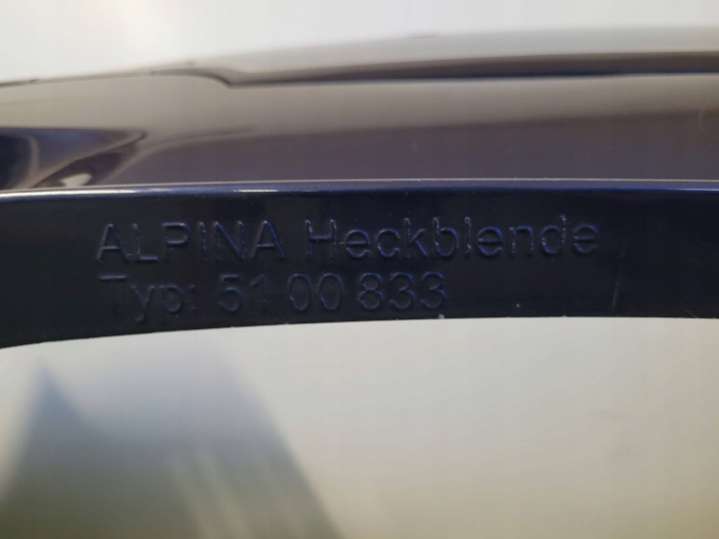 ALPINA Heckblende
Typ: 51 00 833